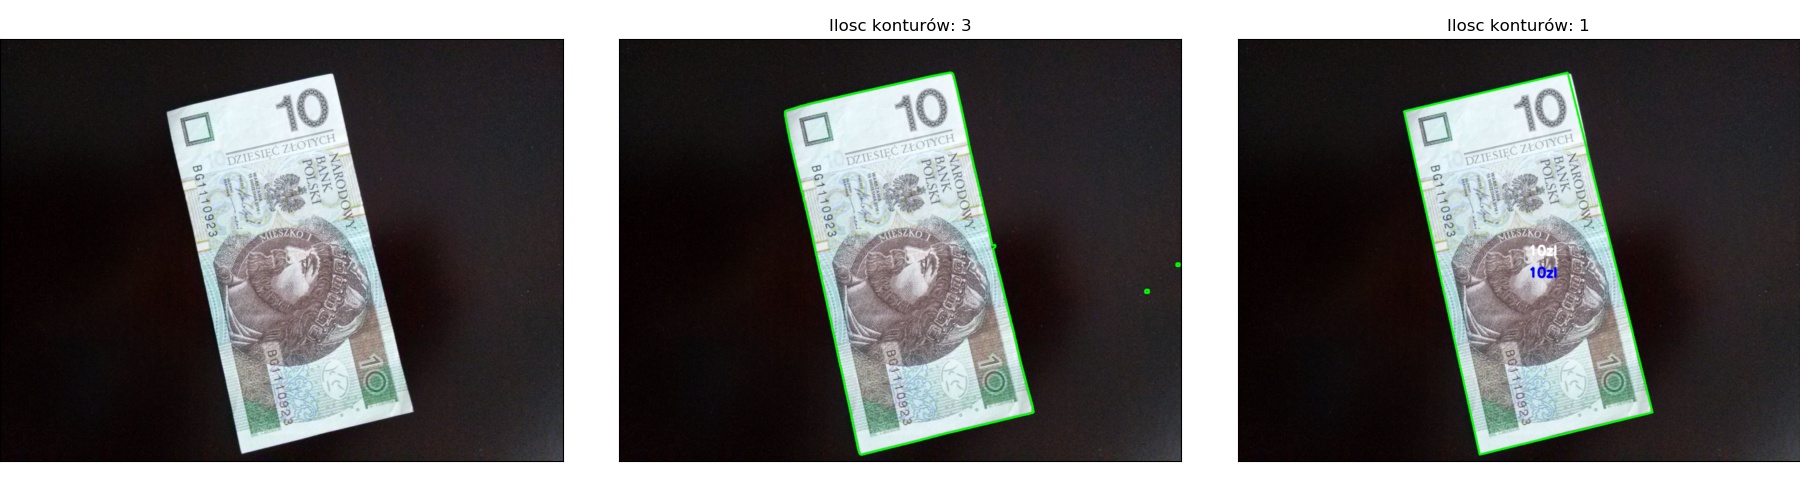 10
DZIESIĘĆ ZŁOTYCH
NARODOWY
BANK
POLSKI
BG1110923
MIESZKO I
BG1110923
10
Ilosc konturów: 3
10
DZIESIĘĆ ZŁOTYCH
NARODOWY
BANK
POLSKI
BG1110923
MIESZKO I
BG1110923
10
Ilosc konturów: 1
10
DZIESIĘĆ ZŁOTYCH
NARODOWY
BANK
POLSKI
BG1110923
MIESZKO I
10zl
10zl
BG1110923
10